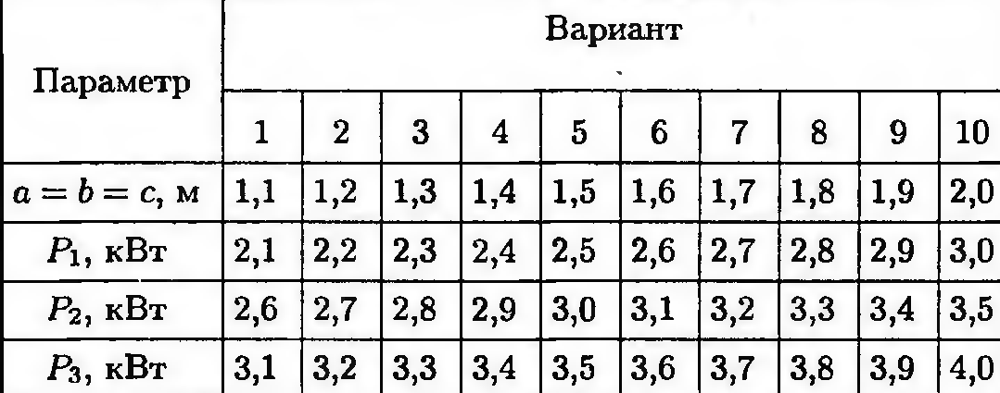 Параметр Вариант
1 2 3 4 5 6 7 8 9 10
a = b = c, м 1,1 1,2 1,3 1,4 1,5 1,6 1,7 1,8 1,9 2,0
P₁, кВт 2,1 2,2 2,3 2,4 2,5 2,6 2,7 2,8 2,9 3,0
P₂, кВт 2,6 2,7 2,8 2,9 3,0 3,1 3,2 3,3 3,4 3,5
P₃, кВт 3,1 3,2 3,3 3,4 3,5 3,6 3,7 3,8 3,9 4,0